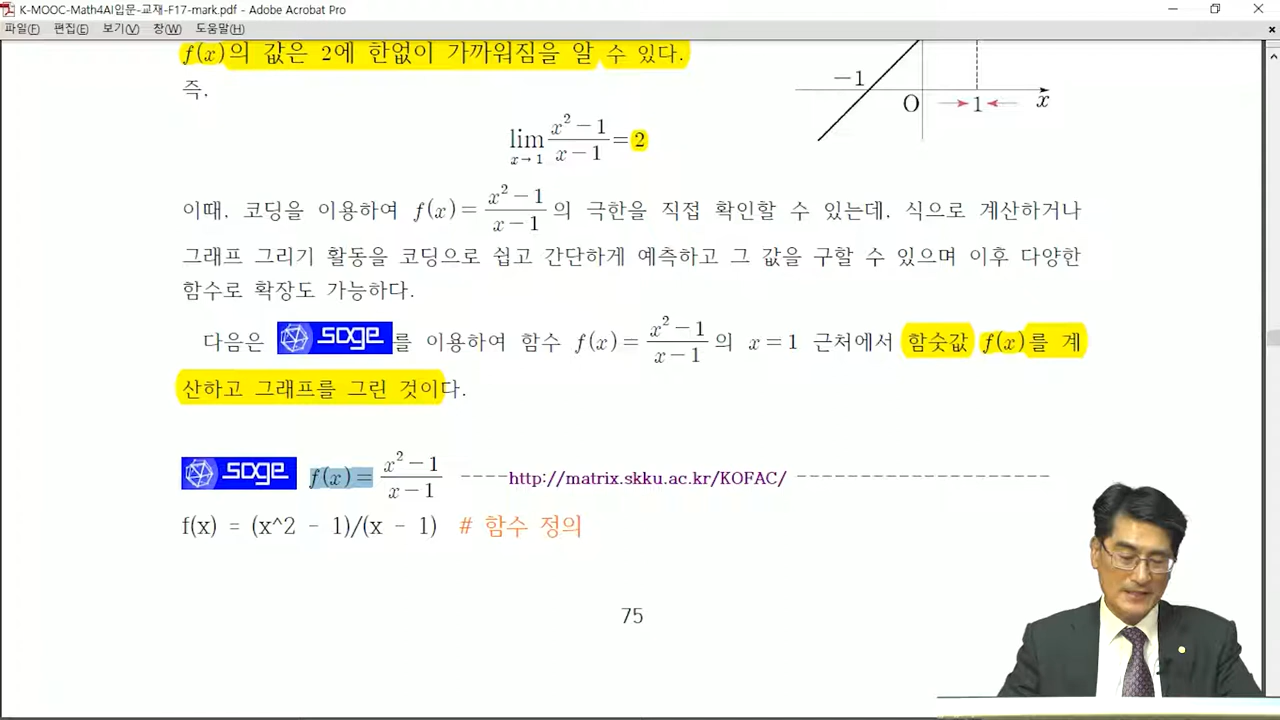 K-MOOC-Math4AI입문-교재-F17-mark.pdf - Adobe Acrobat Pro
파일(F) 편집(E) 보기(V) 창(W) 도움말(H)
f(x)의 값은 2에 한없이 가까워짐을 알 수 있다.
즉,
−1
O
1
x
lim x→1 (x² − 1)/(x − 1) = 2
이때, 코딩을 이용하여 f(x) = (x² − 1)/(x − 1) 의 극한을 직접 확인할 수 있는데, 식으로 계산하거나
그래프 그리기 활동을 코딩으로 쉽고 간단하게 예측하고 그 값을 구할 수 있으며 이후 다양한
함수로 확장도 가능하다.
다음은 sage 를 이용하여 함수 f(x) = (x² − 1)/(x − 1) 의 x = 1 근처에서 함숫값 f(x)를 계
산하고 그래프를 그린 것이다.
sage f(x) = (x² − 1)/(x − 1) ----http://matrix.skku.ac.kr/KOFAC/ ---------------------
f(x) = (x^2 - 1)/(x - 1) # 함수 정의
75